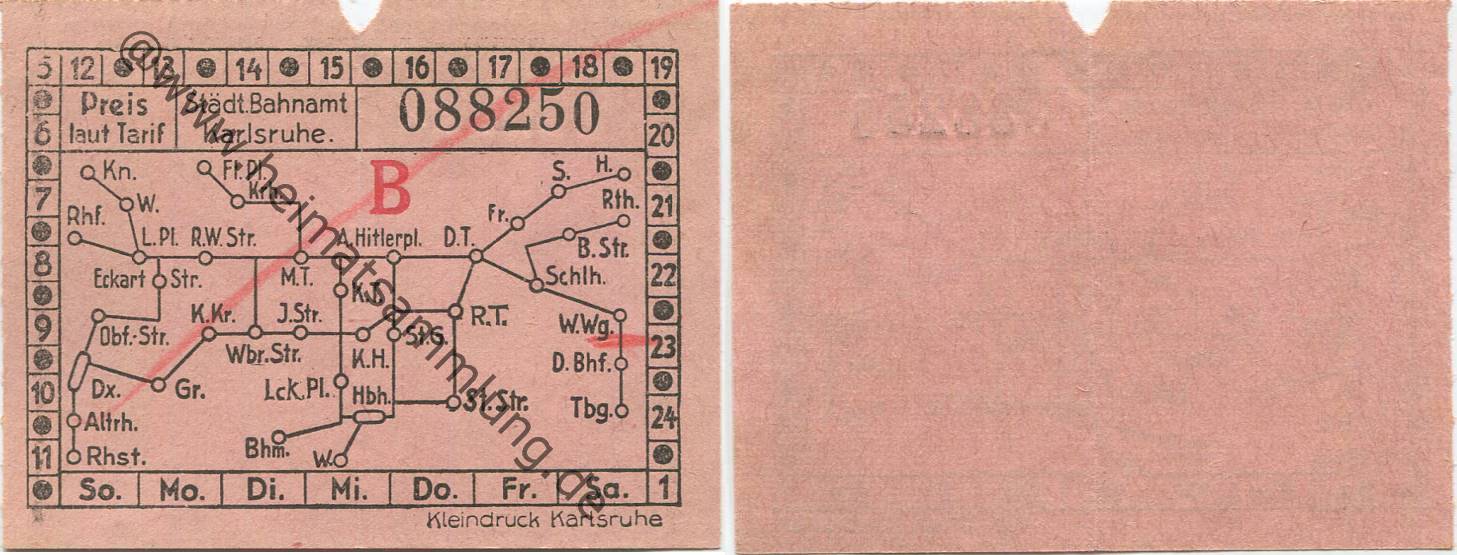 5 12 13 14 15 16 17 18 19
Preis
laut Tarif
Städt. Bahnamt
Karlsruhe.
088250
6
20
B
Kn.
Fr. Pl.
S.
H.
7
W.
Krh.
Rth.
21
Rhf.
Fr.
L.Pl.
R.W. Str.
A. Hitlerpl.
D.T.
B. Str.
8
Eckart Str.
M.T.
Schlh.
22
K.T.
K.Kr.
J. Str.
R.T.
9
Obf.-Str.
Wbr. Str.
K.H.
St.G.
W.Wg.
23
10
Dx.
Gr.
Lck. Pl.
Hbh.
D. Bhf.
Altrh.
St. Str.
Tbg.
24
11
Rhst.
Bhm.
W.
So. Mo. Di. Mi. Do. Fr. Sa. 1
Kleindruck Karlsruhe
@www.heimatsammlung.de